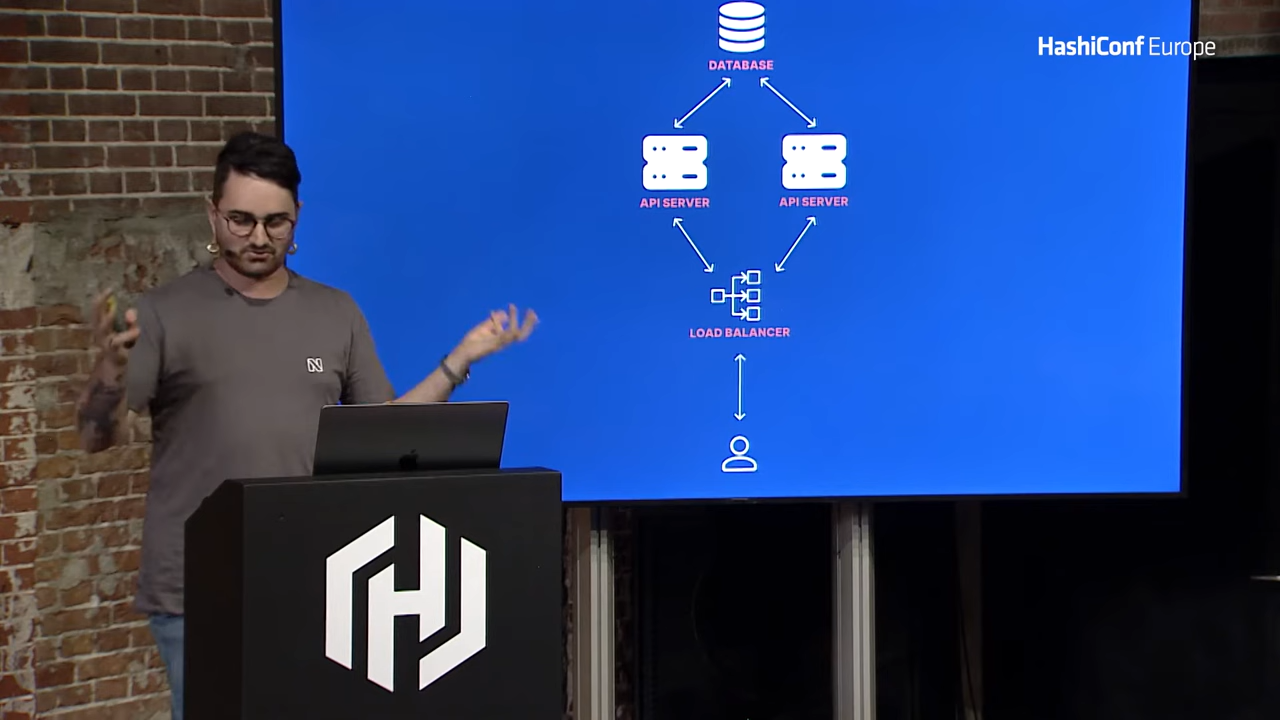 HashiConf Europe
DATABASE
API SERVER
API SERVER
LOAD BALANCER
N